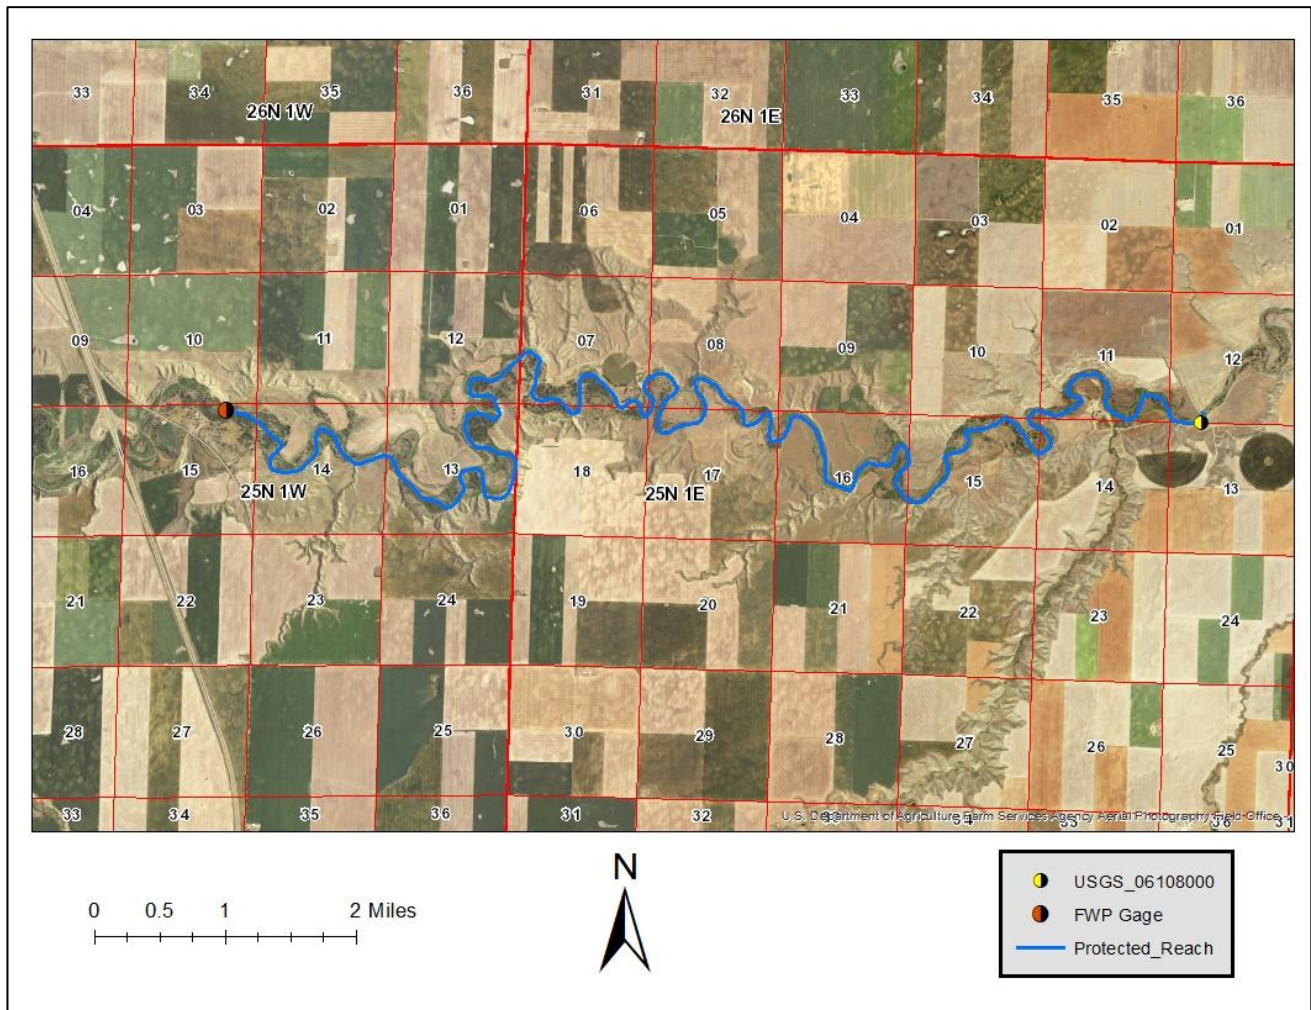 33 34 35 36 31 32 33 34 35 36
26N 1W 26N 1E
04 03 02 01 06 05 04 03 02 01
09 10 11 12 07 08 09 10 11 12
16 15 14 13 18 17 16 15 14 13
25N 1W 25N 1E
21 22 23 24 19 20 21 22 23 24
28 27 26 25 30 29 28 27 26 25 30
33 34 35 36 31 32 33 34 35 36 31
U.S. Department of Agriculture Farm Services Agency Aerial Photography Field Office
N
0 0.5 1 2 Miles
USGS_06108000
FWP Gage
Protected_Reach